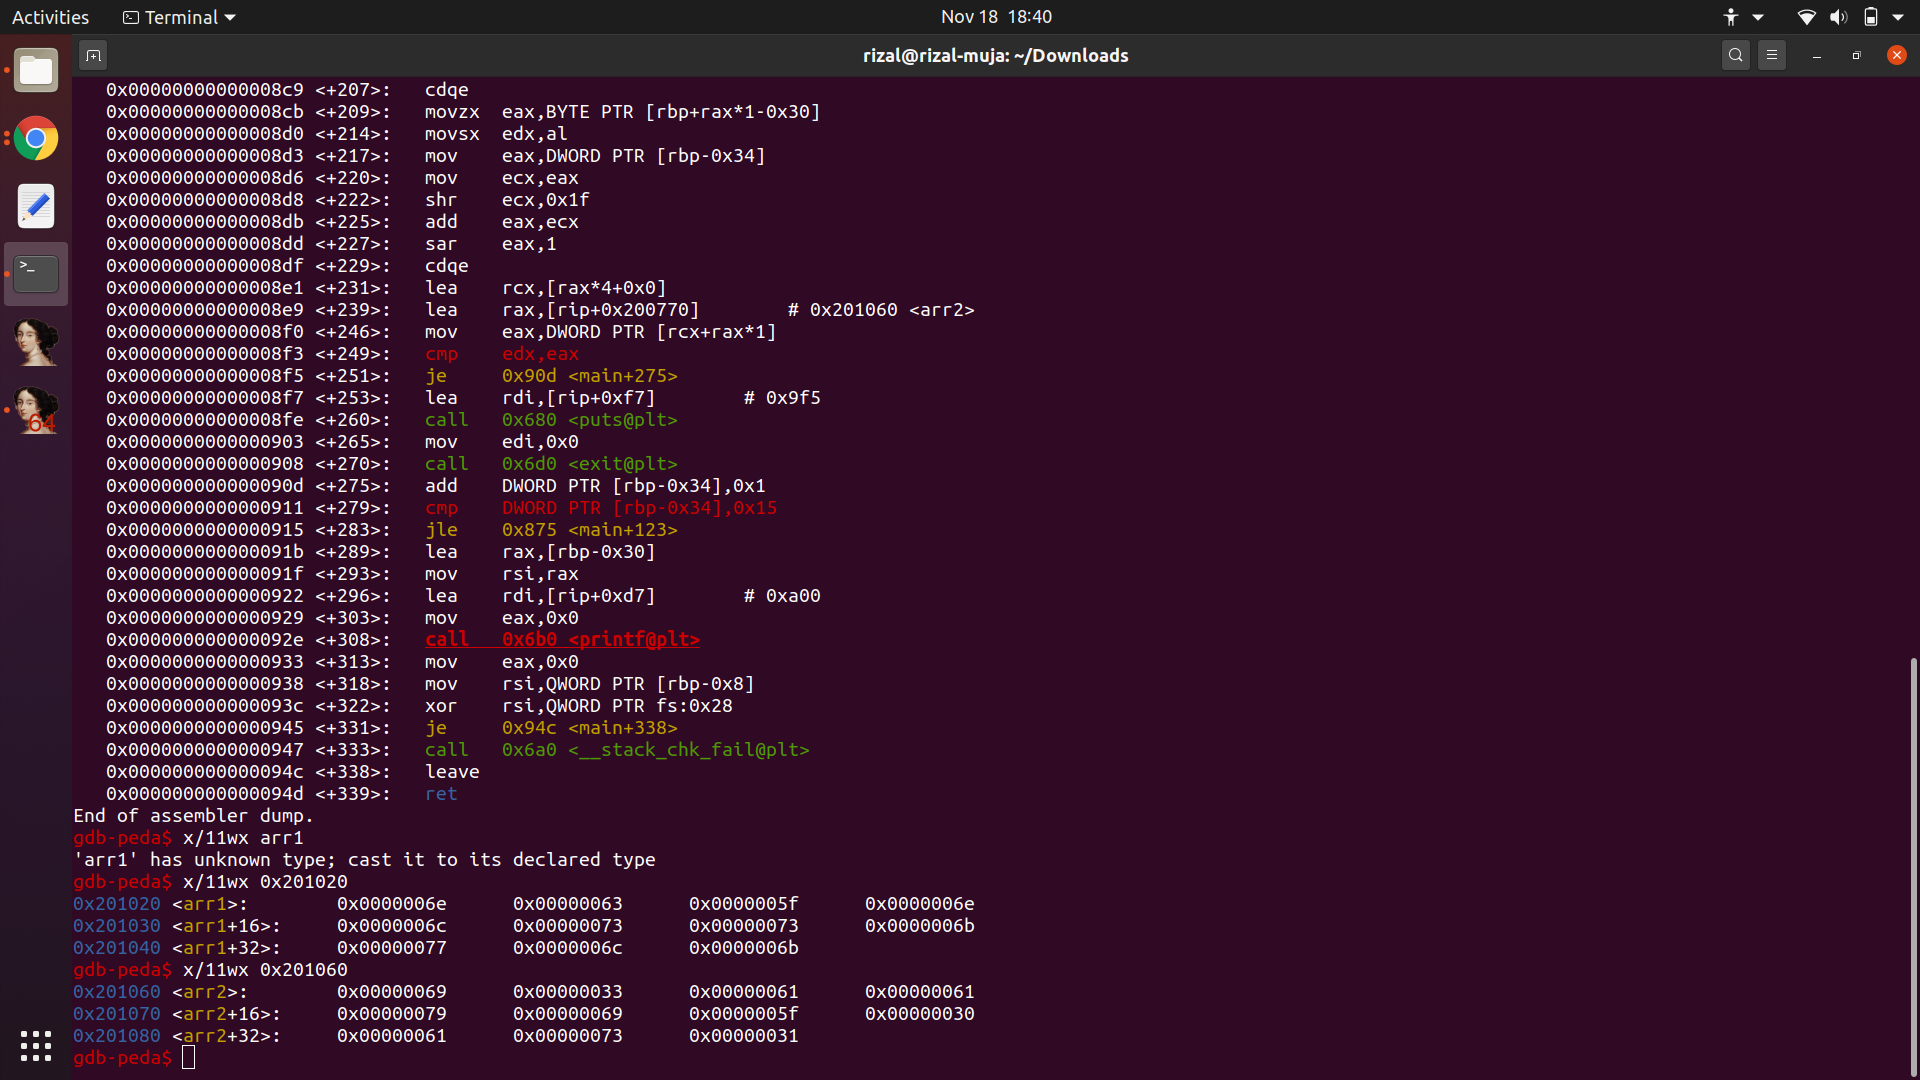 Activities Terminal Nov 18 18:40
rizal@rizal-muja: ~/Downloads
0x00000000000008c9 <+207>: cdqe
0x00000000000008cb <+209>: movzx eax,BYTE PTR [rbp+rax*1-0x30]
0x00000000000008d0 <+214>: movsx edx,al
0x00000000000008d3 <+217>: mov eax,DWORD PTR [rbp-0x34]
0x00000000000008d6 <+220>: mov ecx,eax
0x00000000000008d8 <+222>: shr ecx,0x1f
0x00000000000008db <+225>: add eax,ecx
0x00000000000008dd <+227>: sar eax,1
0x00000000000008df <+229>: cdqe
0x00000000000008e1 <+231>: lea rcx,[rax*4+0x0]
0x00000000000008e9 <+239>: lea rax,[rip+0x200770] # 0x201060 <arr2>
0x00000000000008f0 <+246>: mov eax,DWORD PTR [rcx+rax*1]
0x00000000000008f3 <+249>: cmp edx,eax
0x00000000000008f5 <+251>: je 0x90d <main+275>
0x00000000000008f7 <+253>: lea rdi,[rip+0xf7] # 0x9f5
0x00000000000008fe <+260>: call 0x680 <puts@plt>
0x0000000000000903 <+265>: mov edi,0x0
0x0000000000000908 <+270>: call 0x6d0 <exit@plt>
0x000000000000090d <+275>: add DWORD PTR [rbp-0x34],0x1
0x0000000000000911 <+279>: cmp DWORD PTR [rbp-0x34],0x15
0x0000000000000915 <+283>: jle 0x875 <main+123>
0x000000000000091b <+289>: lea rax,[rbp-0x30]
0x000000000000091f <+293>: mov rsi,rax
0x0000000000000922 <+296>: lea rdi,[rip+0xd7] # 0xa00
0x0000000000000929 <+303>: mov eax,0x0
0x000000000000092e <+308>: call 0x6b0 <printf@plt>
0x0000000000000933 <+313>: mov eax,0x0
0x0000000000000938 <+318>: mov rsi,QWORD PTR [rbp-0x8]
0x000000000000093c <+322>: xor rsi,QWORD PTR fs:0x28
0x0000000000000945 <+331>: je 0x94c <main+338>
0x0000000000000947 <+333>: call 0x6a0 <__stack_chk_fail@plt>
0x000000000000094c <+338>: leave
0x000000000000094d <+339>: ret
End of assembler dump.
gdb-peda$ x/11wx arr1
'arr1' has unknown type; cast it to its declared type
gdb-peda$ x/11wx 0x201020
0x201020 <arr1>: 0x0000006e 0x00000063 0x0000005f 0x0000006e
0x201030 <arr1+16>: 0x0000006c 0x00000073 0x00000073 0x0000006b
0x201040 <arr1+32>: 0x00000077 0x0000006c 0x0000006b
gdb-peda$ x/11wx 0x201060
0x201060 <arr2>: 0x00000069 0x00000033 0x00000061 0x00000061
0x201070 <arr2+16>: 0x00000079 0x00000069 0x0000005f 0x00000030
0x201080 <arr2+32>: 0x00000061 0x00000073 0x00000031
gdb-peda$
64